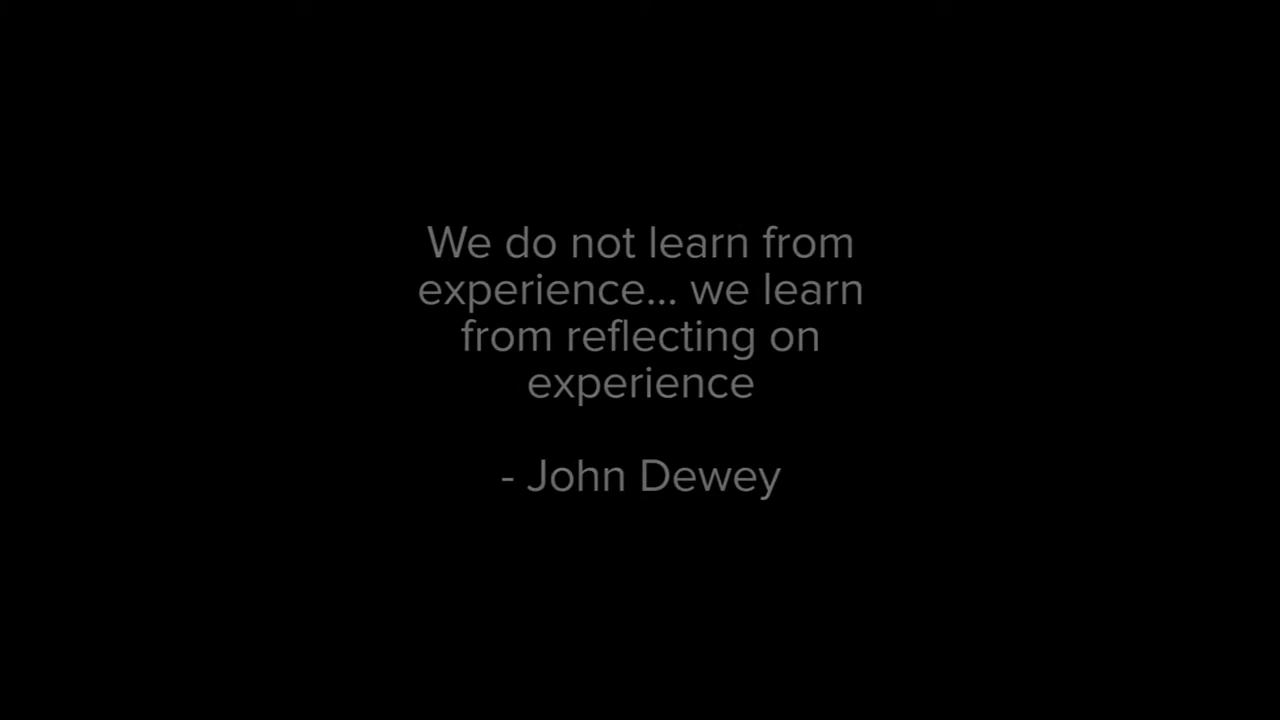 We do not learn from
experience... we learn
from reflecting on
experience
- John Dewey